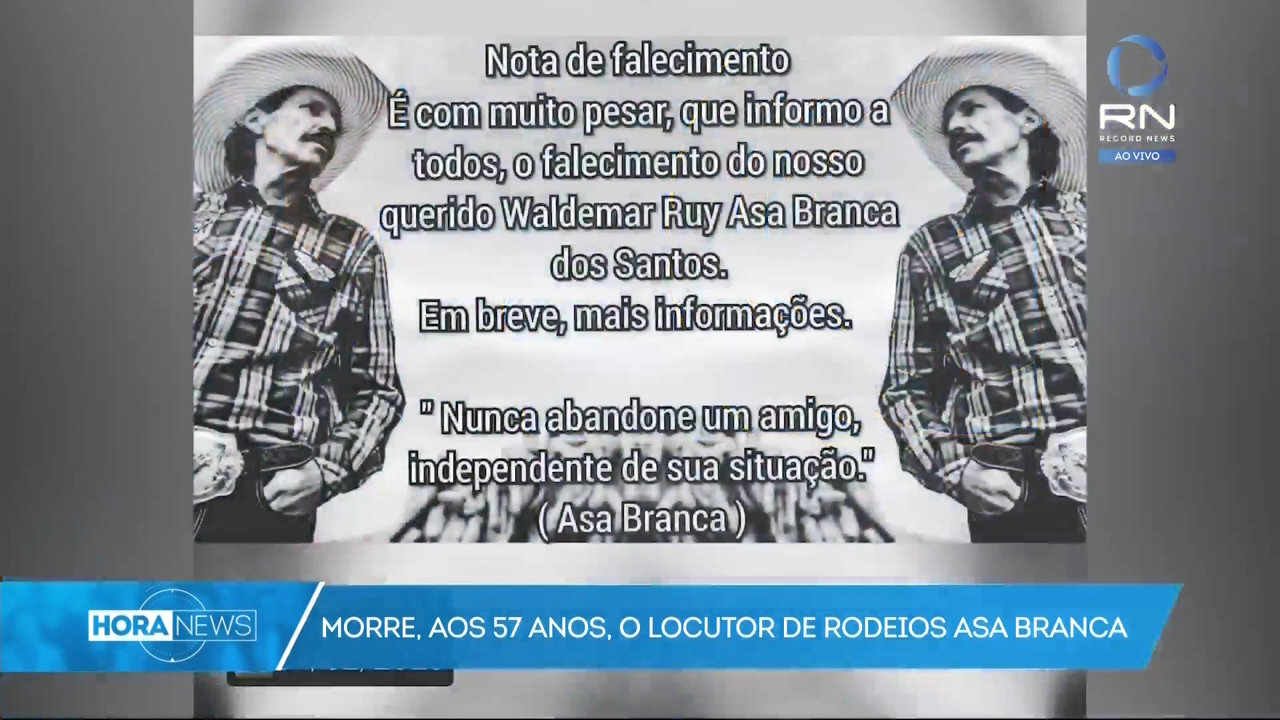 Nota de falecimento
É com muito pesar, que informo a
todos, o falecimento do nosso
querido Waldemar Ruy Asa Branca
dos Santos.
Em breve, mais informações.
" Nunca abandone um amigo,
independente de sua situação."
( Asa Branca )
RN
RECORD NEWS
AO VIVO
HORA NEWS
MORRE, AOS 57 ANOS, O LOCUTOR DE RODEIOS ASA BRANCA